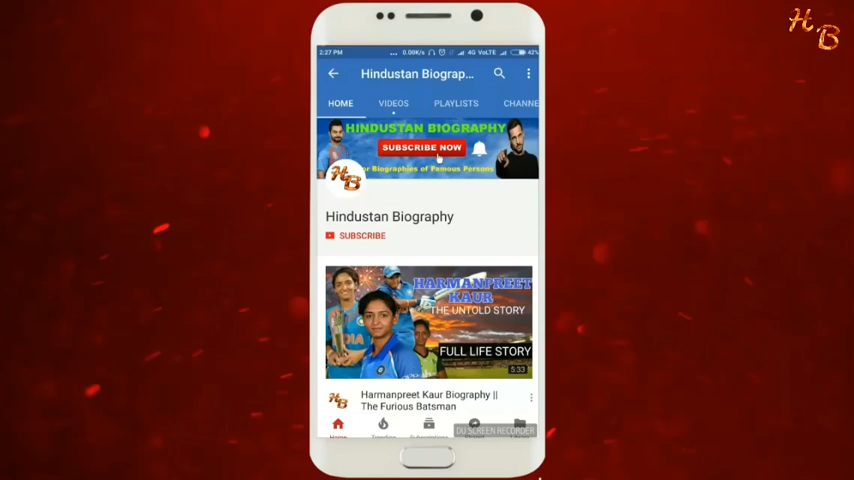 H B
2:27 PM
... 0.00K/s 4G VoLTE 42%
Hindustan Biograp...
HOME VIDEOS PLAYLISTS CHANNE
HINDUSTAN BIOGRAPHY
SUBSCRIBE NOW
or Biographies of Famous Persons
HB
Hindustan Biography
SUBSCRIBE
HARMANPREET
KAUR
THE UNTOLD STORY
INDIA
FULL LIFE STORY
5:33
HB
Harmanpreet Kaur Biography ||
The Furious Batsman
DU SCREEN RECORDER